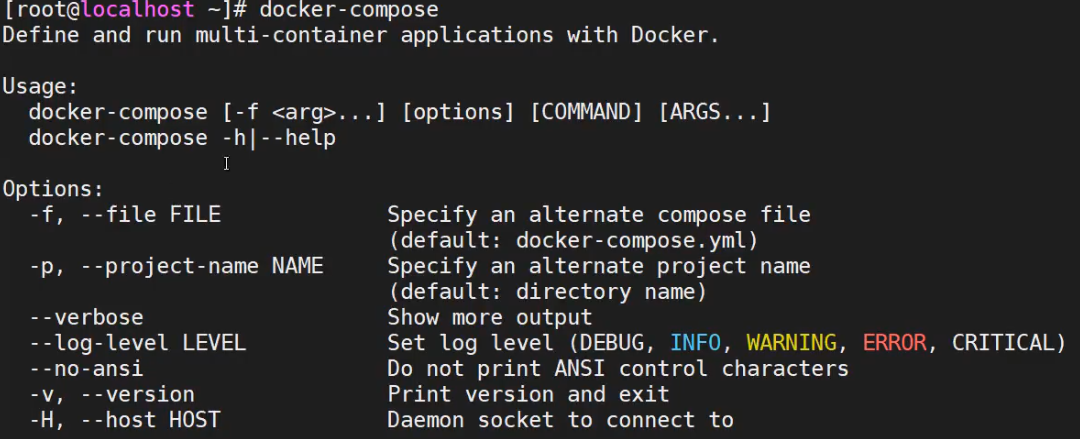 [root@localhost ~]# docker-compose
Define and run multi-container applications with Docker.
Usage:
docker-compose [-f <arg>...] [options] [COMMAND] [ARGS...]
docker-compose -h|--help
Options:
-f, --file FILE Specify an alternate compose file
(default: docker-compose.yml)
-p, --project-name NAME Specify an alternate project name
(default: directory name)
--verbose Show more output
--log-level LEVEL Set log level (DEBUG, INFO, WARNING, ERROR, CRITICAL)
--no-ansi Do not print ANSI control characters
-v, --version Print version and exit
-H, --host HOST Daemon socket to connect to